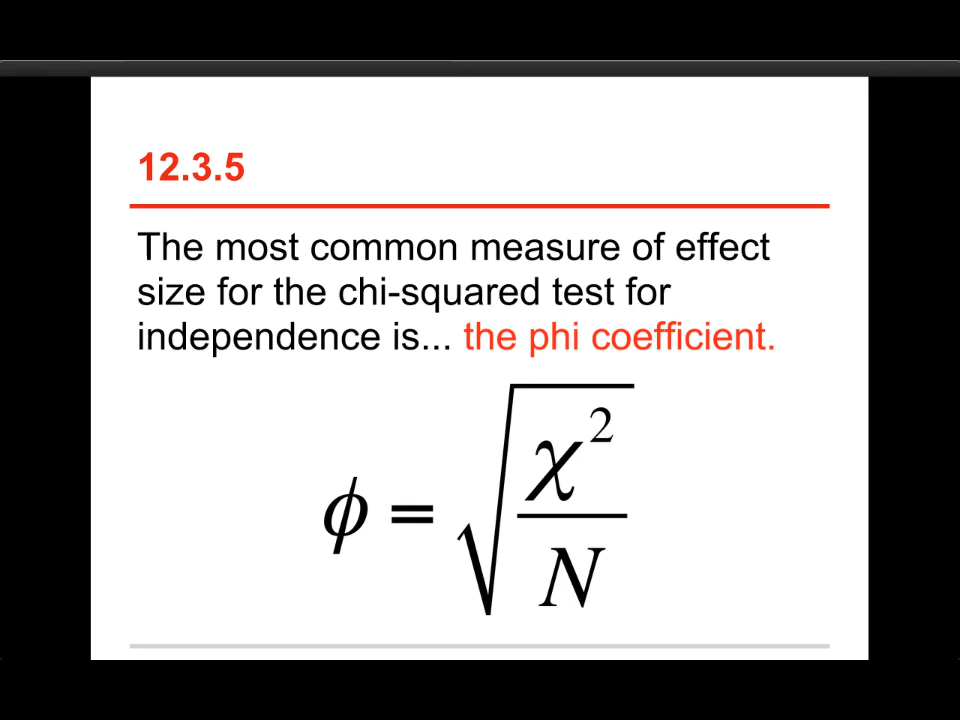 12.3.5
The most common measure of effect
size for the chi-squared test for
independence is... the phi coefficient.
ϕ = √(χ²/N)